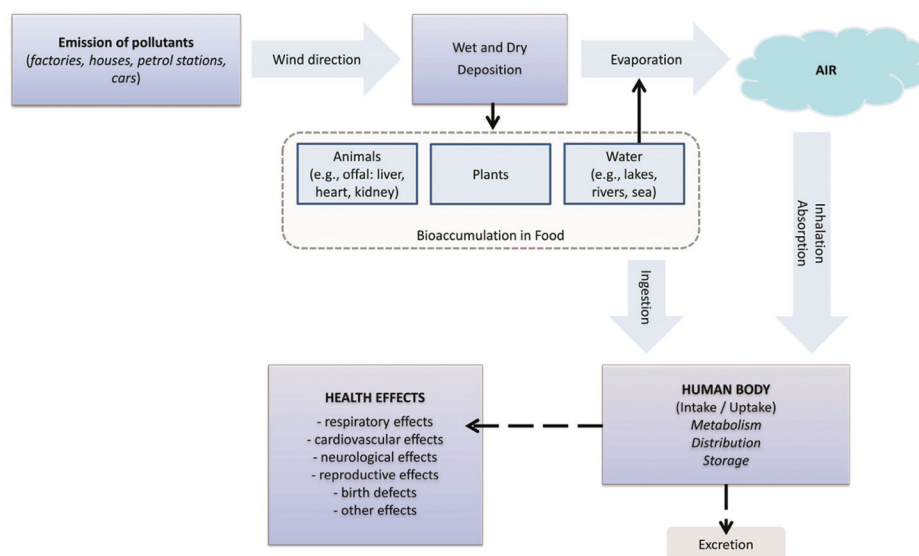 Emission of pollutants
(factories, houses, petrol stations,
cars)
Wind direction
Wet and Dry
Deposition
Evaporation
AIR
Animals
(e.g., offal: liver,
heart, kidney)
Plants
Water
(e.g., lakes,
rivers, sea)
Bioaccumulation in Food
Ingestion
Inhalation
Absorption
HEALTH EFFECTS
- respiratory effects
- cardiovascular effects
- neurological effects
- reproductive effects
- birth defects
- other effects
HUMAN BODY
(Intake / Uptake)
Metabolism
Distribution
Storage
Excretion